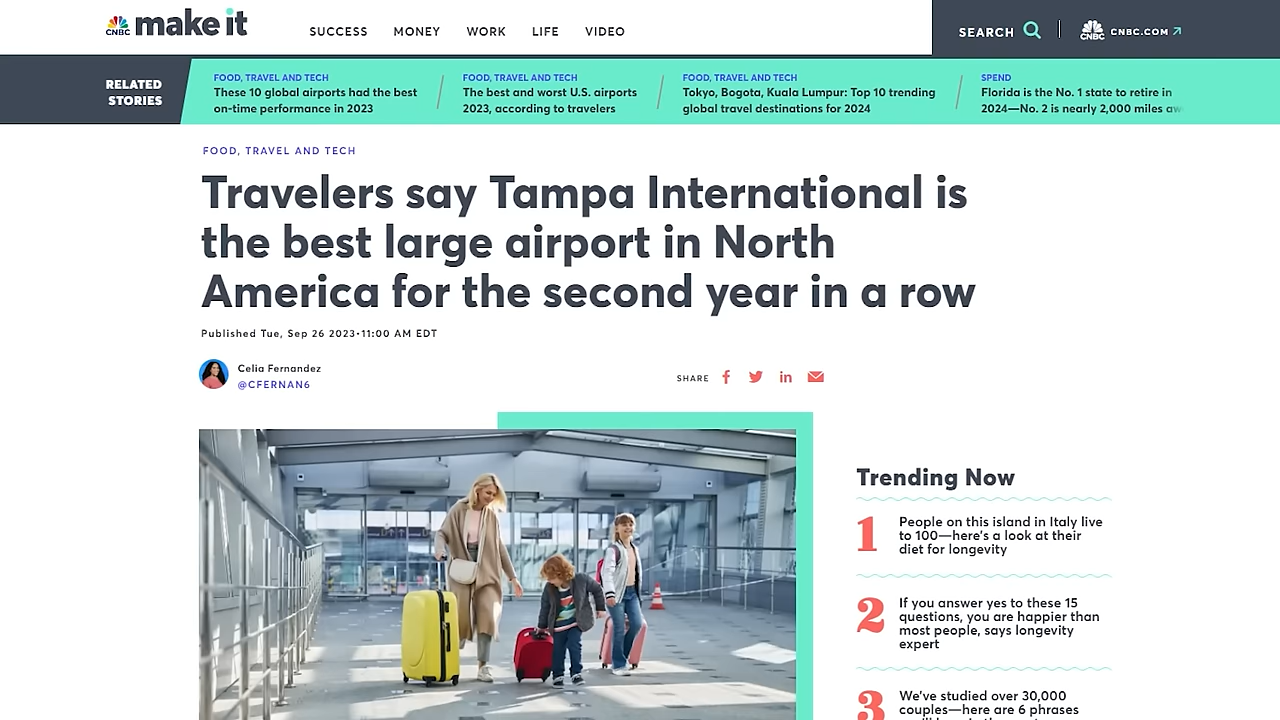 CNBC make it
SUCCESS MONEY WORK LIFE VIDEO
SEARCH
CNBC CNBC.COM
RELATED
STORIES
FOOD, TRAVEL AND TECH
These 10 global airports had the best
on-time performance in 2023
FOOD, TRAVEL AND TECH
The best and worst U.S. airports
2023, according to travelers
FOOD, TRAVEL AND TECH
Tokyo, Bogota, Kuala Lumpur: Top 10 trending
global travel destinations for 2024
SPEND
Florida is the No. 1 state to retire in
2024—No. 2 is nearly 2,000 miles
FOOD, TRAVEL AND TECH
Travelers say Tampa International is
the best large airport in North
America for the second year in a row
Published Tue, Sep 26 2023•11:00 AM EDT
Celia Fernandez
@CFERNAN6
SHARE
Trending Now
1
People on this island in Italy live
to 100—here's a look at their
diet for longevity
2
If you answer yes to these 15
questions, you are happier than
most people, says longevity
expert
3
We've studied over 30,000
couples—here are 6 phrases